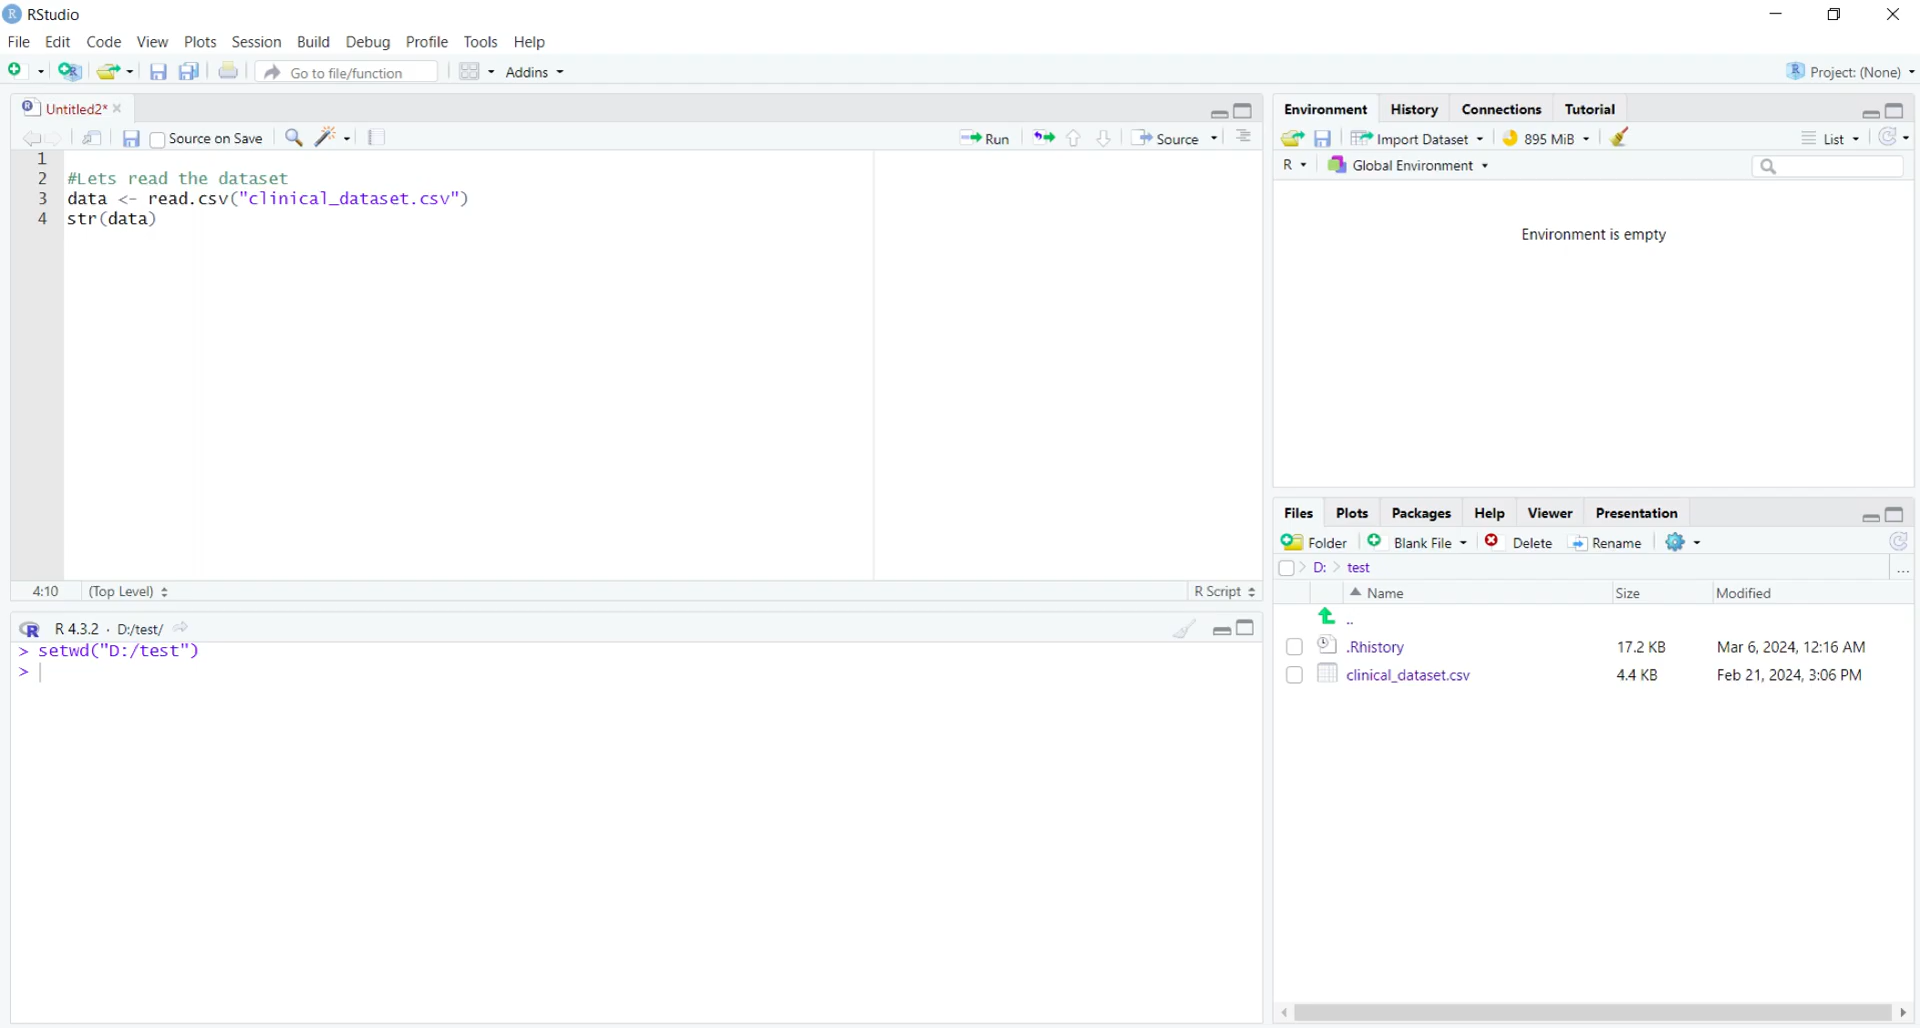 RStudio
File Edit Code View Plots Session Build Debug Profile Tools Help
Go to file/function Addins Project: (None)
Untitled2*
Source on Save Run Source
1
2 #Lets read the dataset
3 data <- read.csv("clinical_dataset.csv")
4 str(data)
4:10 (Top Level) R Script
R 4.3.2 · D:/test/
> setwd("D:/test")
>
Environment History Connections Tutorial
Import Dataset 895 MiB List
R Global Environment
Environment is empty
Files Plots Packages Help Viewer Presentation
Folder Blank File Delete Rename
D: > test ...
Name Size Modified
..
.Rhistory 17.2 KB Mar 6, 2024, 12:16 AM
clinical_dataset.csv 4.4 KB Feb 21, 2024, 3:06 PM